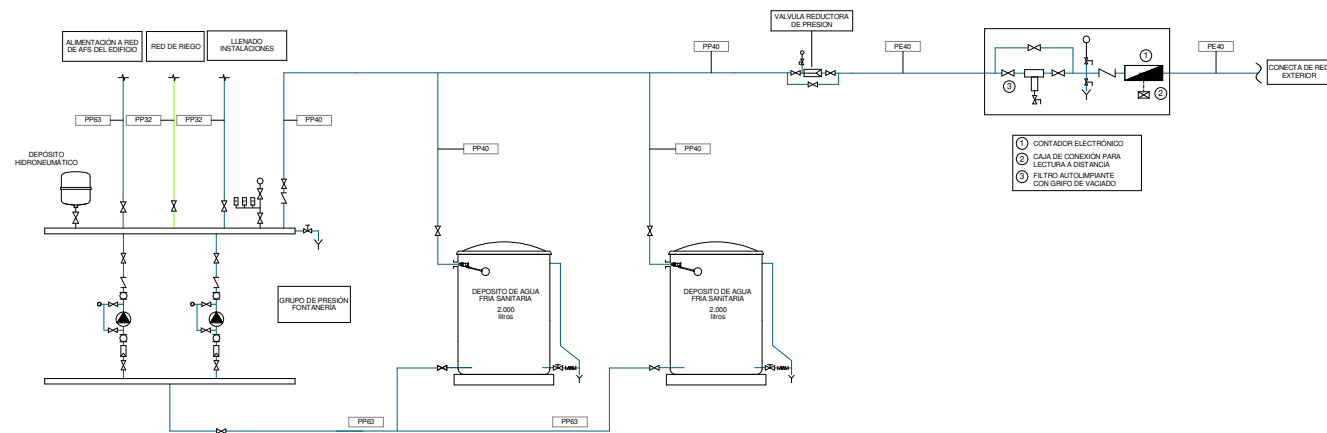 ALIMENTACIÓN A RED
DE AFS DEL EDIFICIO
RED DE RIEGO
LLENADO
INSTALACIONES
VALVULA REDUCTORA
DE PRESION
PP40
PE40
PE40
1
2
3
CONECTA DE RED
EXTERIOR
PP63
PP32
PP32
PP40
PP40
PP40
1 CONTADOR ELECTRÓNICO
2 CAJA DE CONEXIÓN PARA
LECTURA A DISTANCIA
3 FILTRO AUTOLIMPIANTE
CON GRIFO DE VACIADO
DEPÓSITO
HIDRONEUMÁTICO
GRUPO DE PRESIÓN
FONTANERÍA
DEPOSITO DE AGUA
FRIA SANITARIA
2.000
litros
DEPOSITO DE AGUA
FRIA SANITARIA
2.000
litros
PP63
PP63